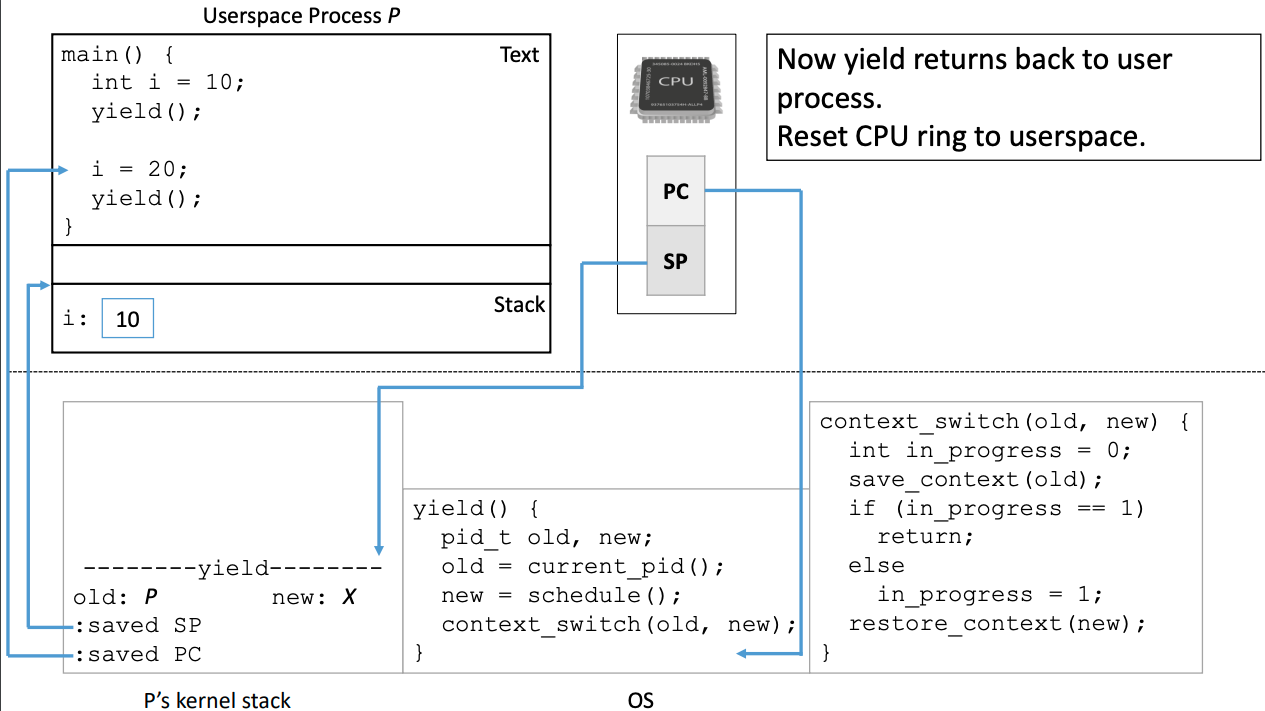 Userspace Process P
main() {
Text
int i = 10;
yield();
i = 20;
yield();
}
Stack
i: 10
CPU
PC
SP
Now yield returns back to user
process.
Reset CPU ring to userspace.
--------yield--------
old: P new: X
:saved SP
:saved PC
P’s kernel stack
yield() {
pid_t old, new;
old = current_pid();
new = schedule();
context_switch(old, new);
}
OS
context_switch(old, new) {
int in_progress = 0;
save_context(old);
if (in_progress == 1)
return;
else
in_progress = 1;
restore_context(new);
}